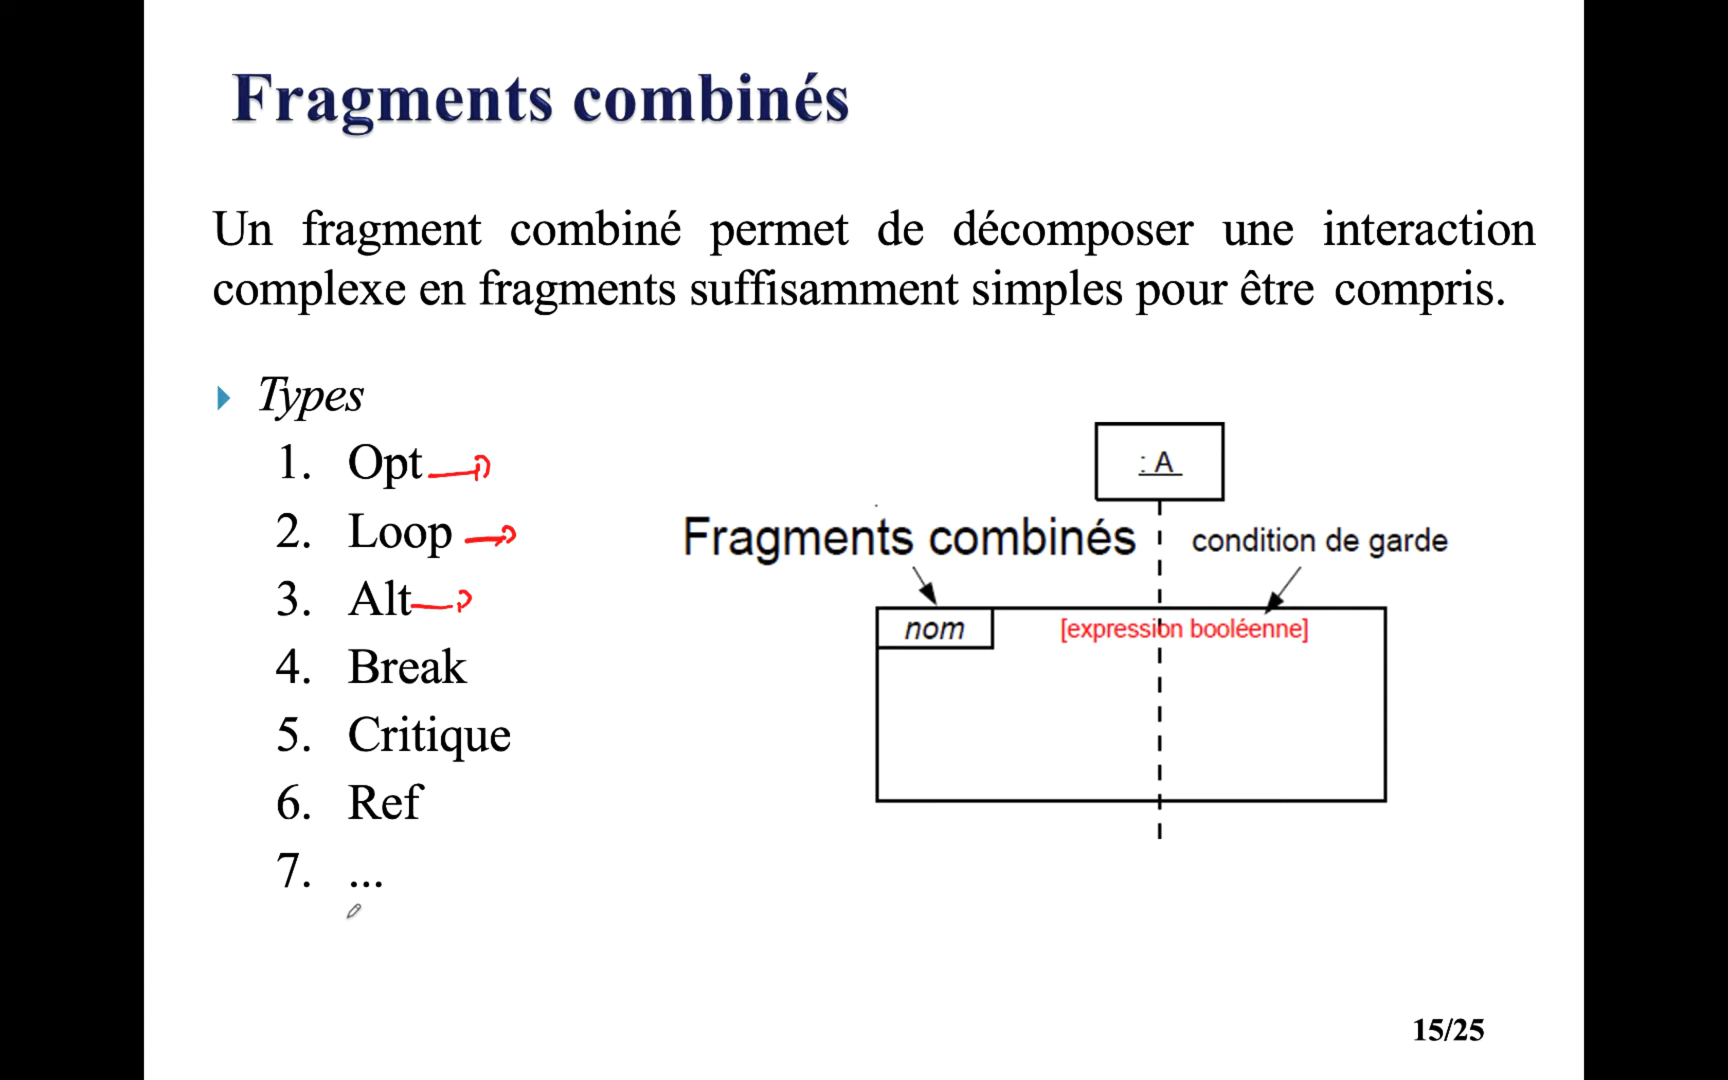 Fragments combinés
Un fragment combiné permet de décomposer une interaction
complexe en fragments suffisamment simples pour être compris.
Types
1. Opt
2. Loop
3. Alt
4. Break
5. Critique
6. Ref
7. ...
: A
Fragments combinés
condition de garde
nom
[expression booléenne]
15/25